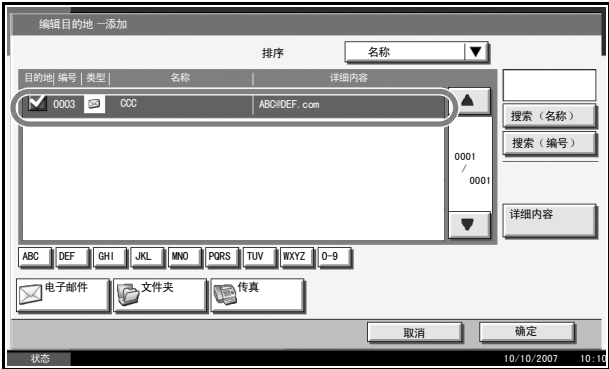 编辑目的地 —添加
排序 名称
目的地 编号 类型 名称 详细内容
0003 CCC ABC@DEF.com
搜索（名称）
搜索（编号）
0001
/
0001
详细内容
ABC DEF GHI JKL MNO PQRS TUV WXYZ 0-9
电子邮件 文件夹 传真
取消 确定
状态 10/10/2007 10:10